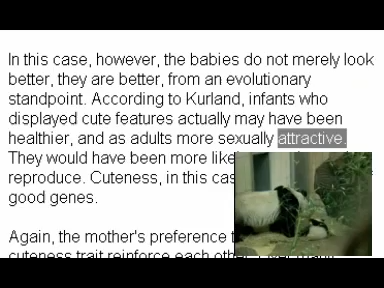 In this case, however, the babies do not merely look
better, they are better, from an evolutionary
standpoint. According to Kurland, infants who
displayed cute features actually may have been
healthier, and as adults more sexually attractive.
They would have been more
reproduce. Cuteness, in this
good genes.
Again, the mother's preference
cuteness trait reinforce each other.